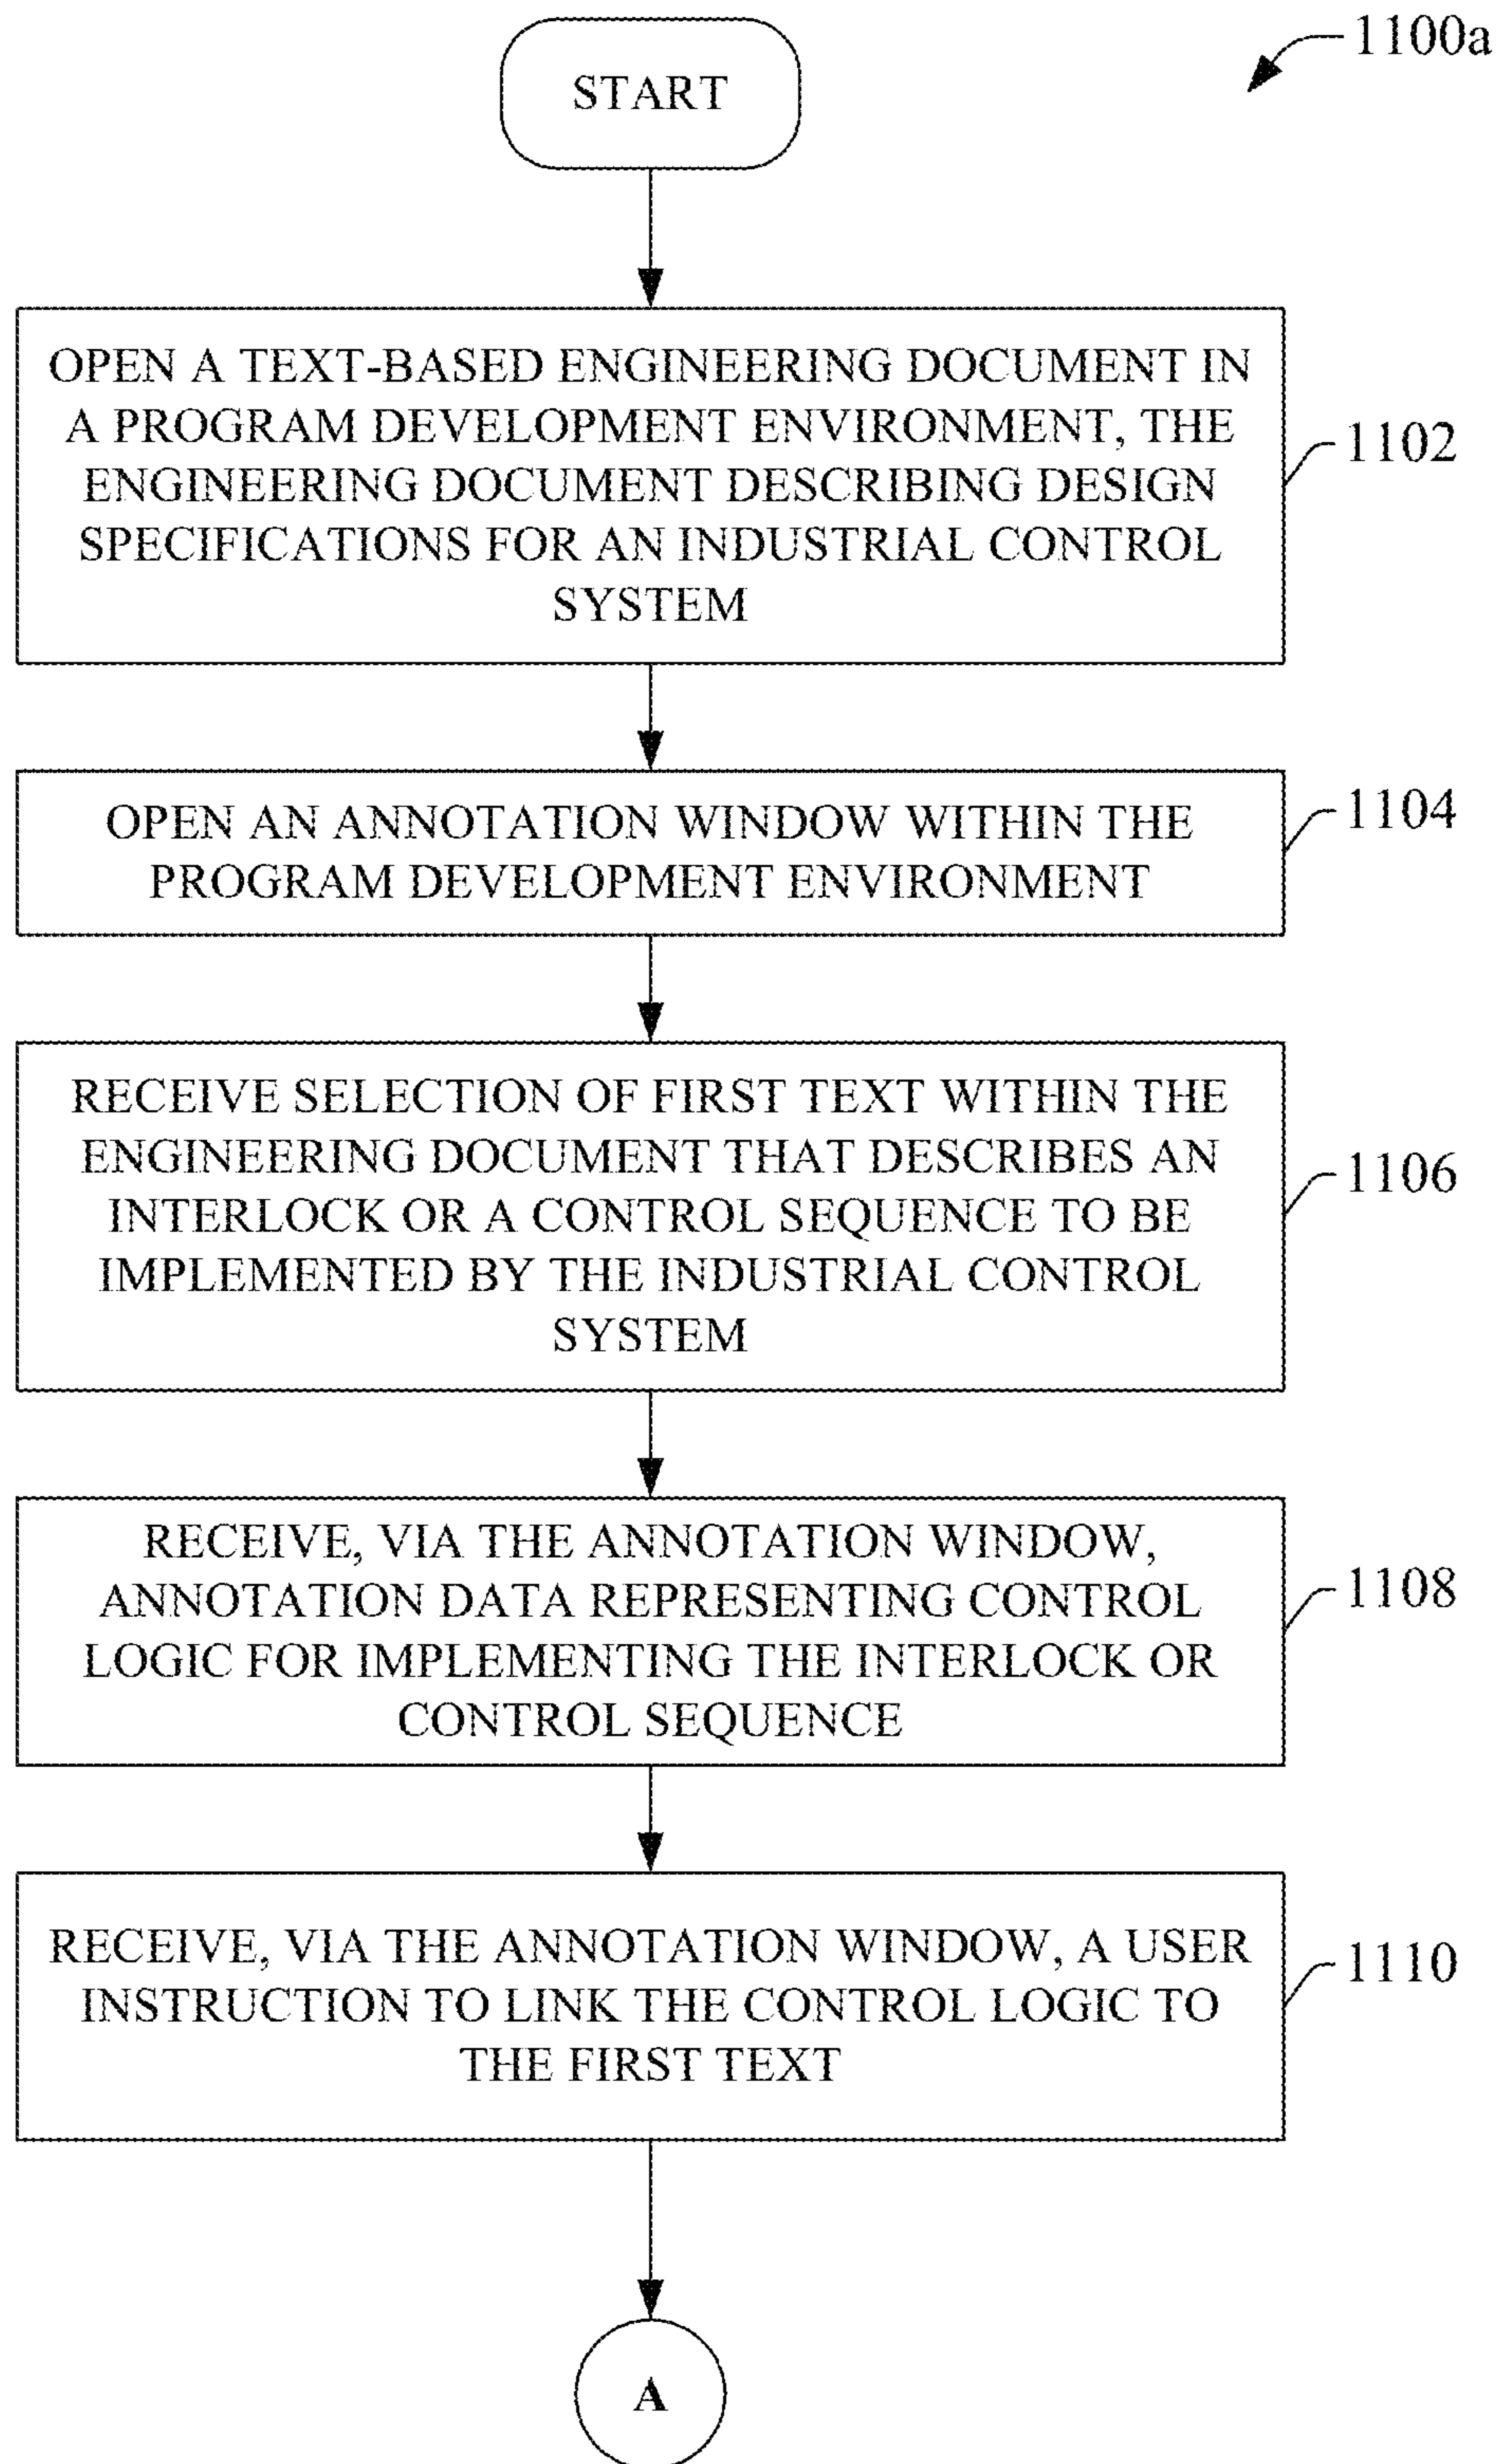 1100a
START
OPEN A TEXT-BASED ENGINEERING DOCUMENT IN
A PROGRAM DEVELOPMENT ENVIRONMENT, THE
ENGINEERING DOCUMENT DESCRIBING DESIGN
SPECIFICATIONS FOR AN INDUSTRIAL CONTROL
SYSTEM
1102
OPEN AN ANNOTATION WINDOW WITHIN THE
PROGRAM DEVELOPMENT ENVIRONMENT
1104
RECEIVE SELECTION OF FIRST TEXT WITHIN THE
ENGINEERING DOCUMENT THAT DESCRIBES AN
INTERLOCK OR A CONTROL SEQUENCE TO BE
IMPLEMENTED BY THE INDUSTRIAL CONTROL
SYSTEM
1106
RECEIVE, VIA THE ANNOTATION WINDOW,
ANNOTATION DATA REPRESENTING CONTROL
LOGIC FOR IMPLEMENTING THE INTERLOCK OR
CONTROL SEQUENCE
1108
RECEIVE, VIA THE ANNOTATION WINDOW, A USER
INSTRUCTION TO LINK THE CONTROL LOGIC TO
THE FIRST TEXT
1110
A